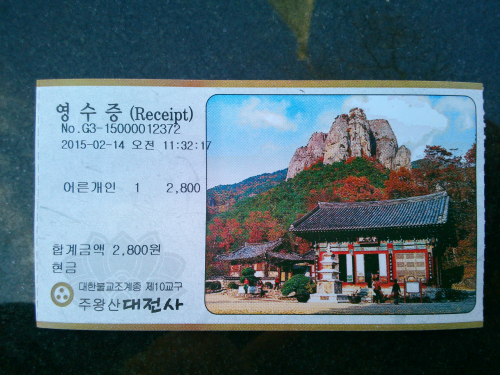 영수증 (Receipt)
No.G3-15000012372
2015-02-14 오전 11:32:17
어른개인 1 2,800
합계금액 2,800원
현금
대한불교조계종 제10교구
주왕산 대전사